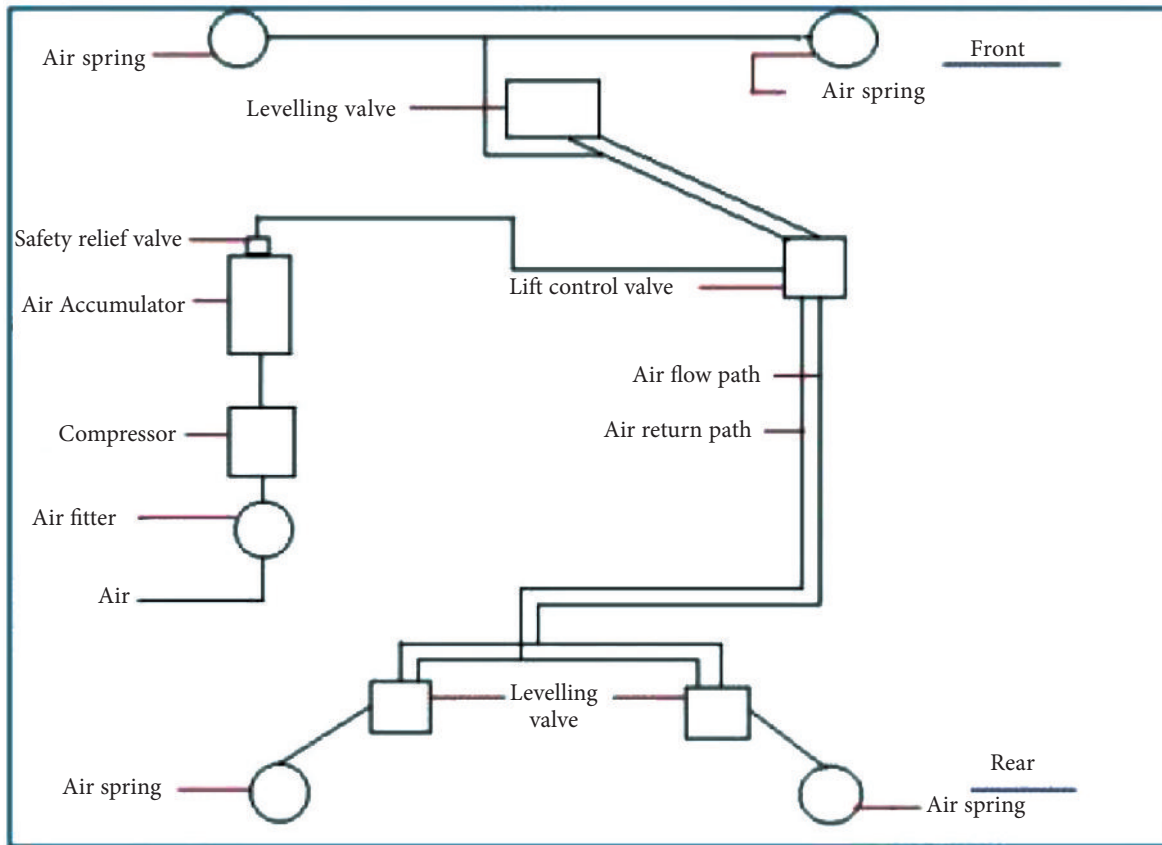 Air spring
Front
Air spring
Levelling valve
Safety relief valve
Air Accumulator
Lift control valve
Air flow path
Air return path
Compressor
Air fitter
Air
Levelling
valve
Air spring
Rear
Air spring